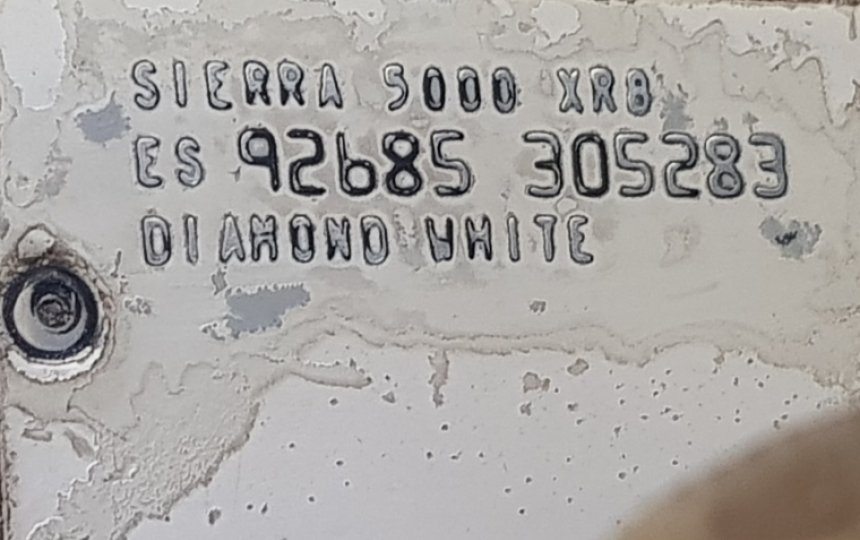 SIERRA 5000 XR8
ES 92685 305283
DIAMOND WHITE